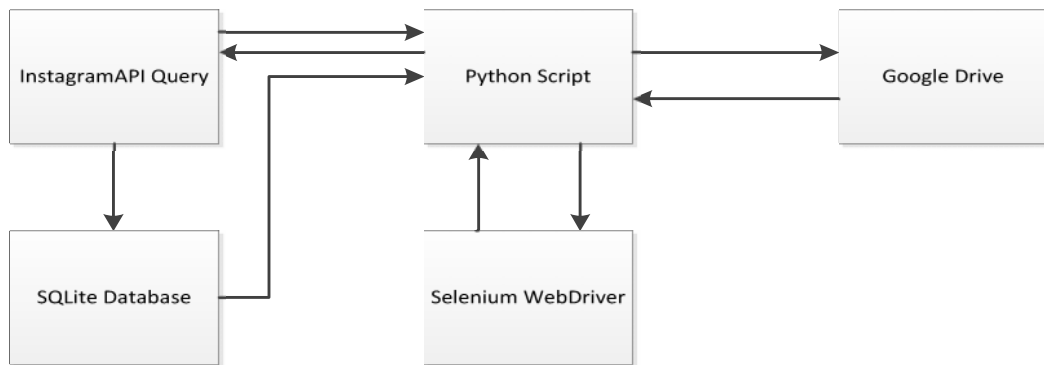 InstagramAPI Query
Python Script
Google Drive
SQLite Database
Selenium WebDriver